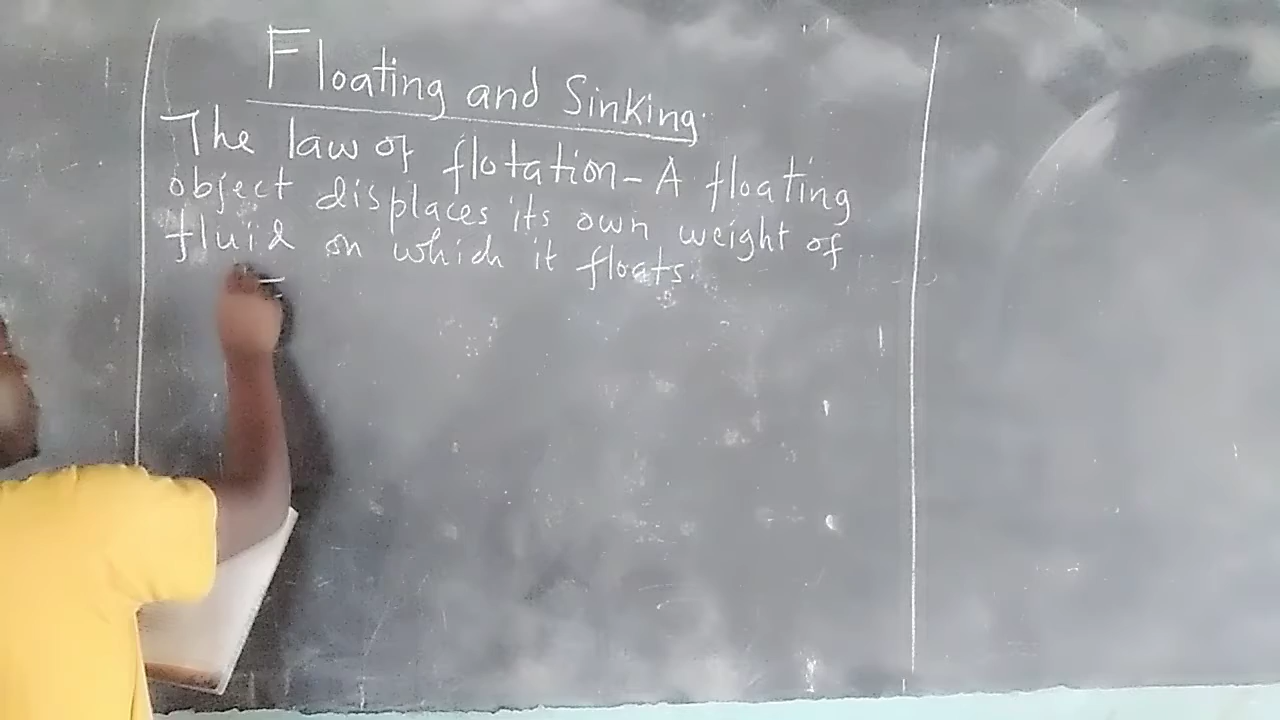 Floating and Sinking.
The law of flotation - A floating
object displaces its own weight of
fluid on which it floats.